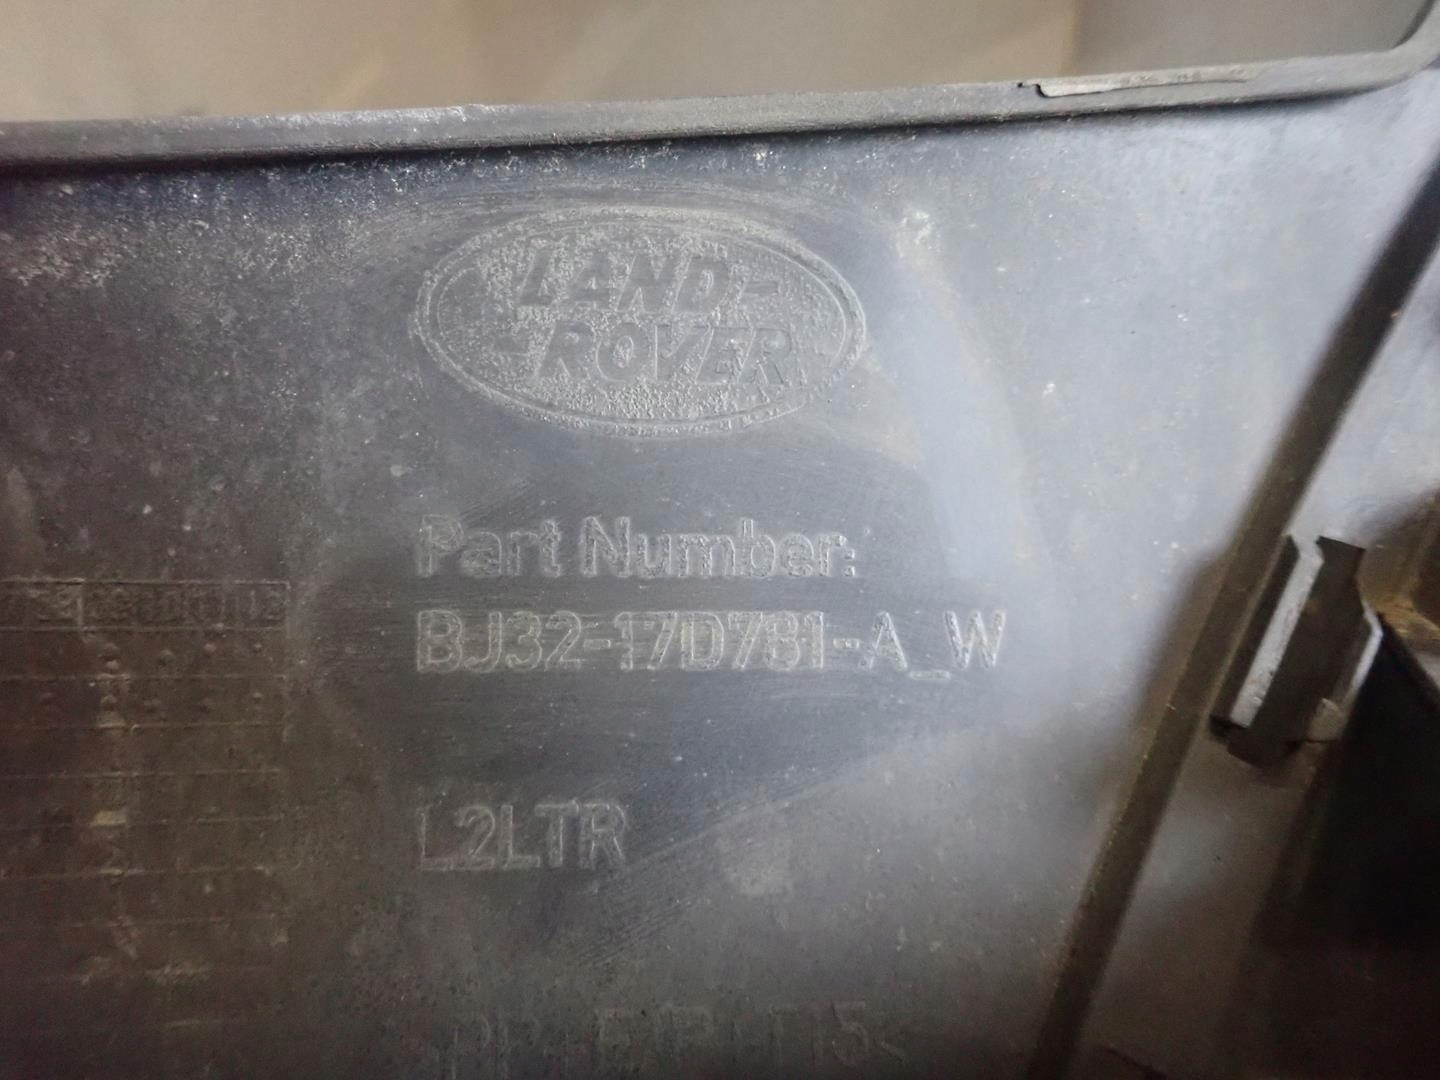 LAND-
-ROVER
Part Number:
BJ32-17D781-A_W
L2LTR